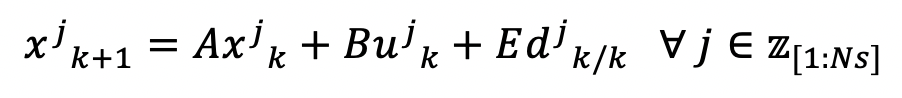 x^j_{k+1} = Ax^j_k + Bu^j_k + Ed^j_{k/k} ∀ j ∈ ℤ_{[1:Ns]}